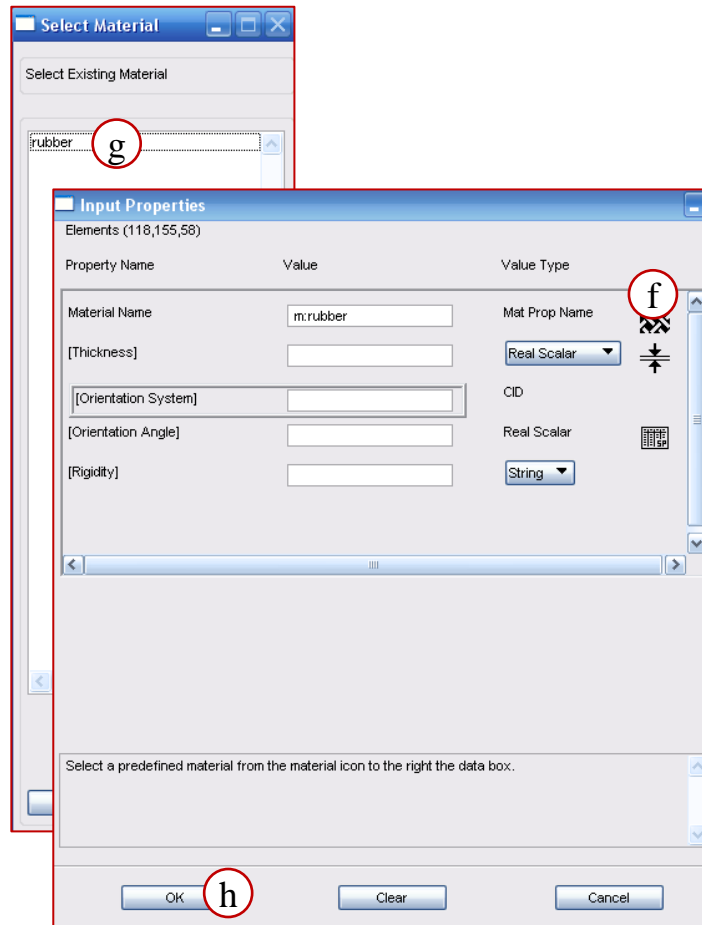 Select Material
Select Existing Material
rubber
g
Input Properties
Elements (118,155,58)
Property Name Value Value Type
f
Material Name m:rubber Mat Prop Name
[Thickness] Real Scalar
[Orientation System] CID
[Orientation Angle] Real Scalar
SP
[Rigidity] String
Select a predefined material from the material icon to the right the data box.
OK h Clear Cancel